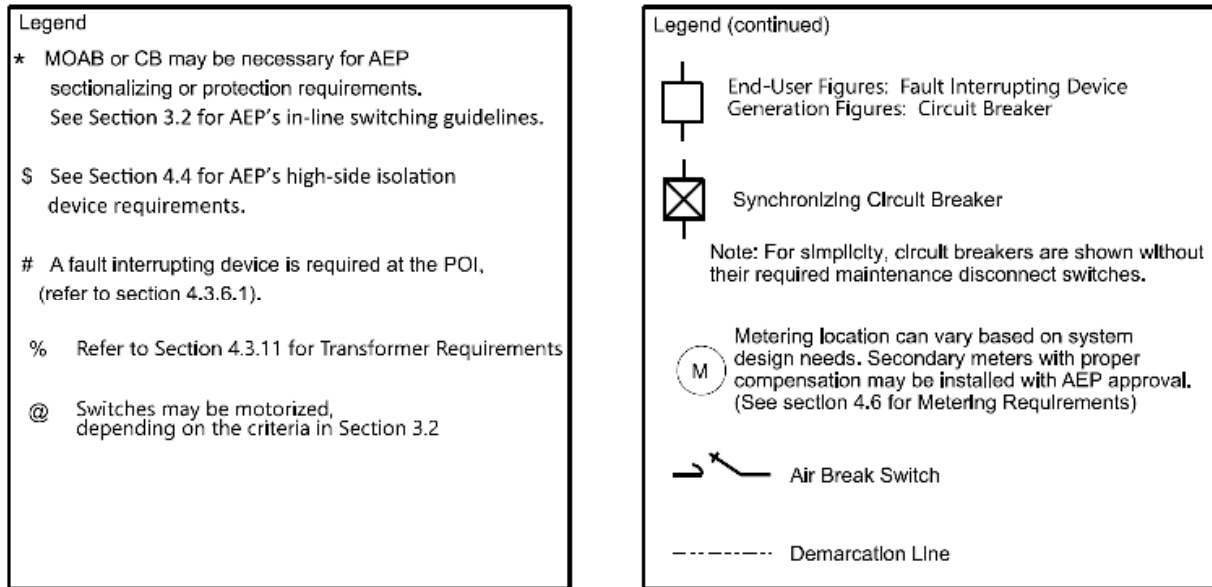 Legend
* MOAB or CB may be necessary for AEP
sectionalizing or protection requirements.
See Section 3.2 for AEP's in-line switching guidelines.
$ See Section 4.4 for AEP's high-side isolation
device requirements.
# A fault interrupting device is required at the POI,
(refer to section 4.3.6.1).
% Refer to Section 4.3.11 for Transformer Requirements
@ Switches may be motorized,
depending on the criteria in Section 3.2
Legend (continued)
End-User Figures: Fault Interrupting Device
Generation Figures: Circuit Breaker
Synchronizing Circuit Breaker
Note: For simplicity, circuit breakers are shown without
their required maintenance disconnect switches.
M
Metering location can vary based on system
design needs. Secondary meters with proper
compensation may be installed with AEP approval.
(See section 4.6 for Metering Requirements)
Air Break Switch
Demarcation Line